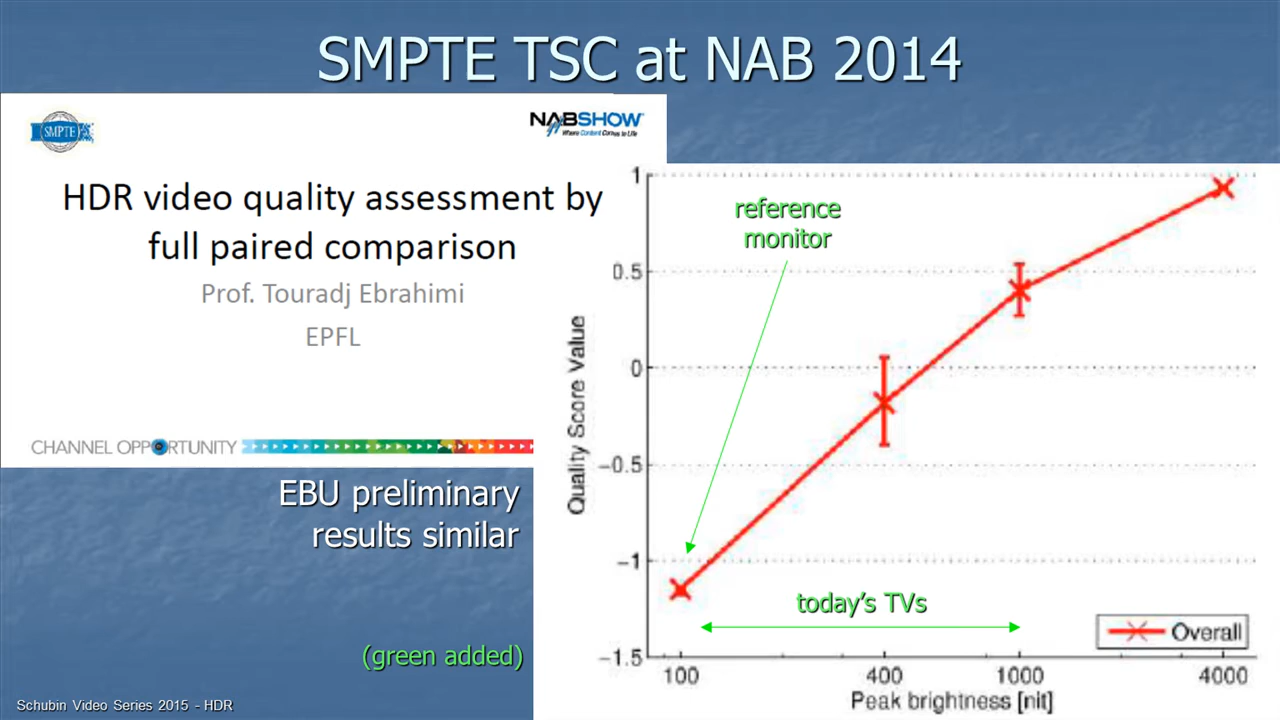 SMPTE TSC at NAB 2014
SMPTE
NABSHOW
Where Content Comes to Life
HDR video quality assessment by
full paired comparison
Prof. Touradj Ebrahimi
EPFL
CHANNEL OPPORTUNITY
EBU preliminary
results similar
(green added)
Schubin Video Series 2015 - HDR
reference
monitor
today's TVs
Quality Score Value
1
0.5
0
−0.5
−1
−1.5
100
400
1000
4000
Peak brightness [nit]
Overall